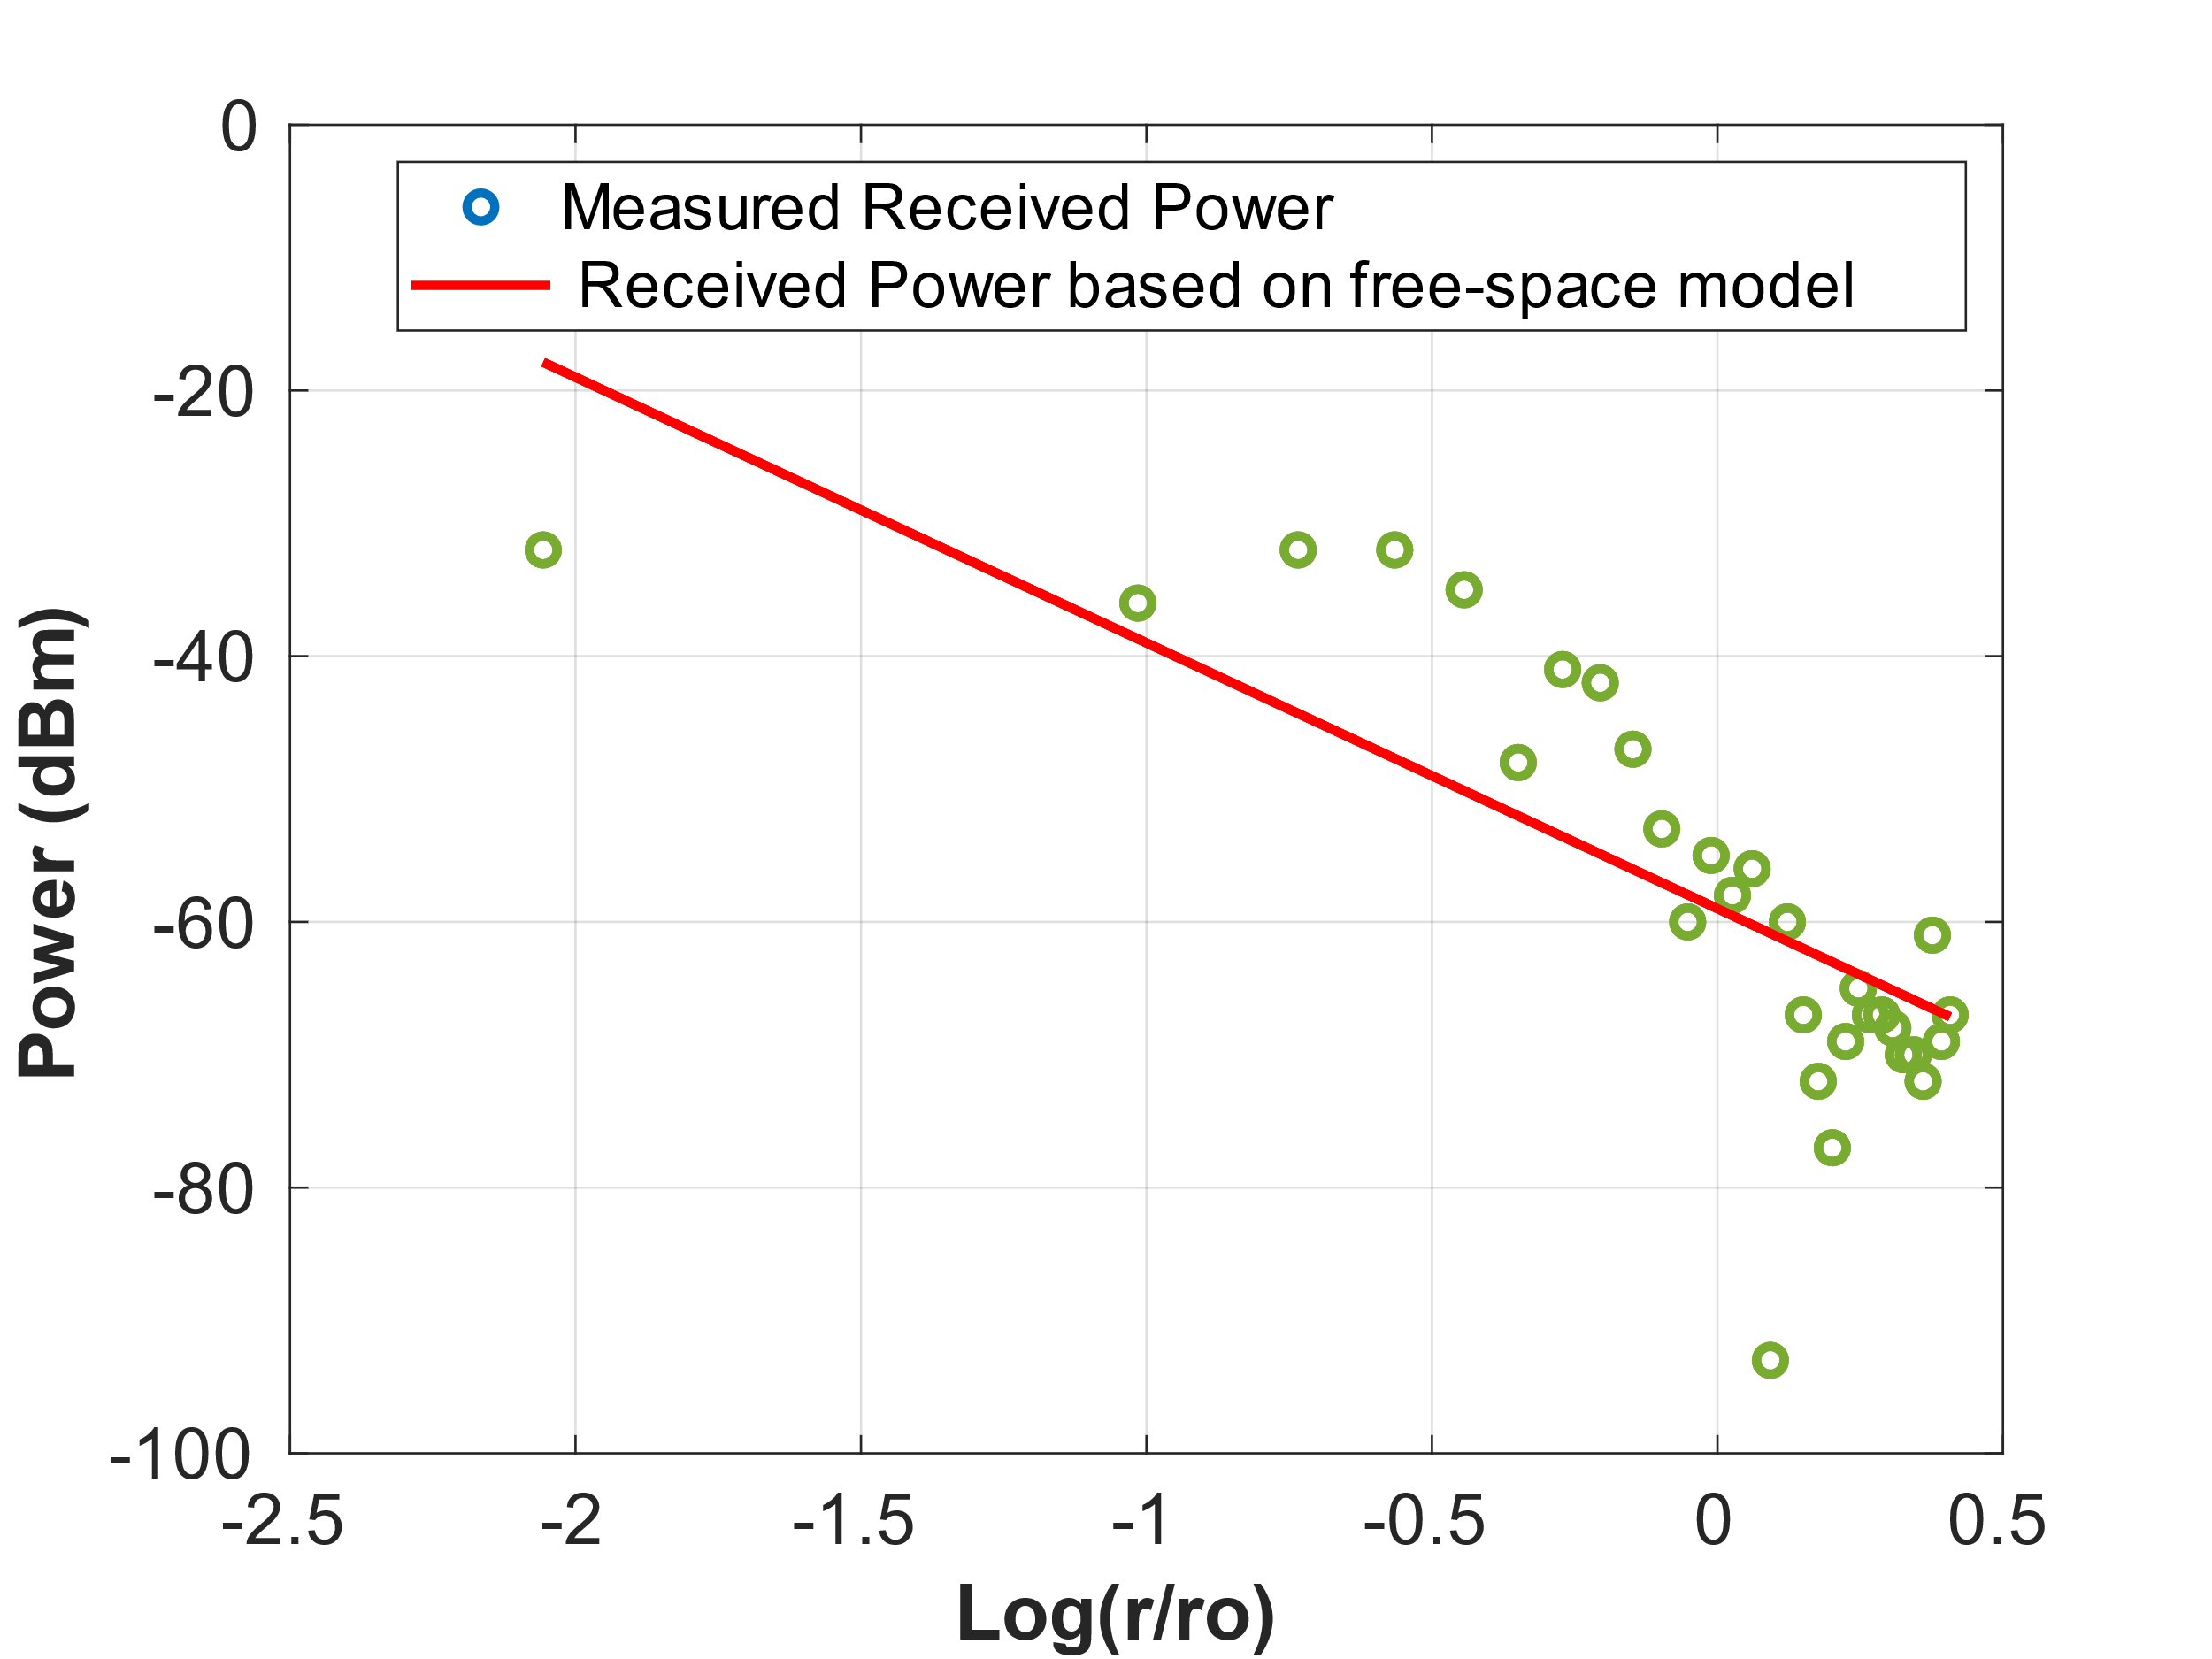 0
-20
-40
-60
-80
-100
-2.5 -2 -1.5 -1 -0.5 0 0.5
Power (dBm)
Log(r/ro)
Measured Received Power
Received Power based on free-space model